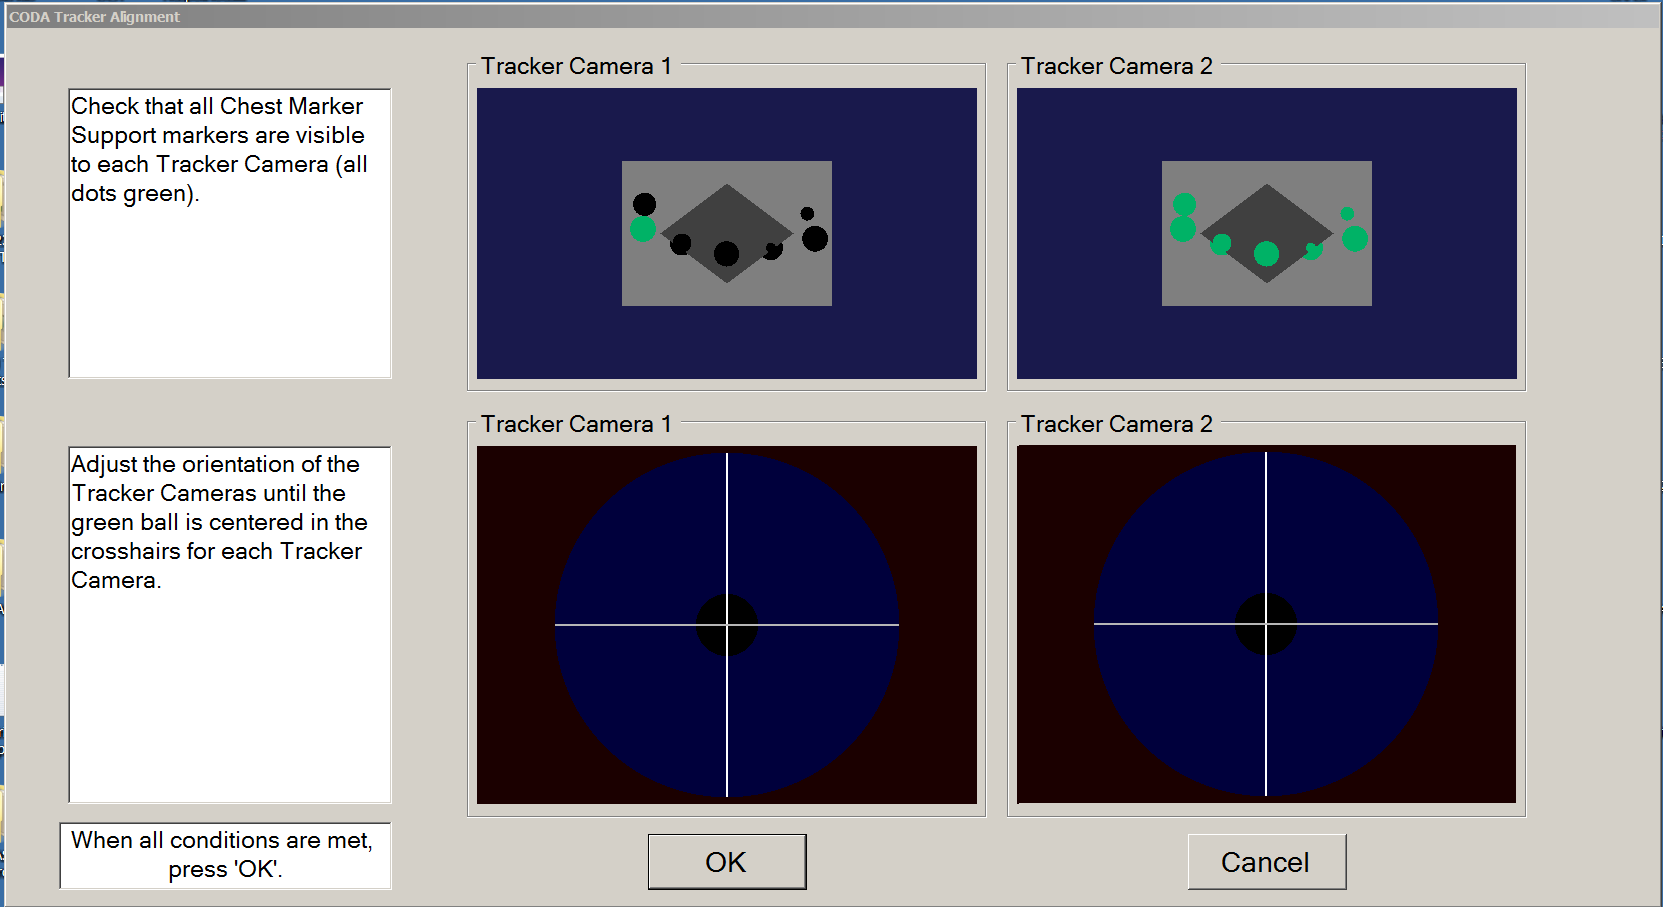 CODA Tracker Alignment
Check that all Chest Marker
Support markers are visible
to each Tracker Camera (all
dots green).
Tracker Camera 1
Tracker Camera 2
Adjust the orientation of the
Tracker Cameras until the
green ball is centered in the
crosshairs for each Tracker
Camera.
Tracker Camera 1
Tracker Camera 2
When all conditions are met,
press 'OK'.
OK
Cancel